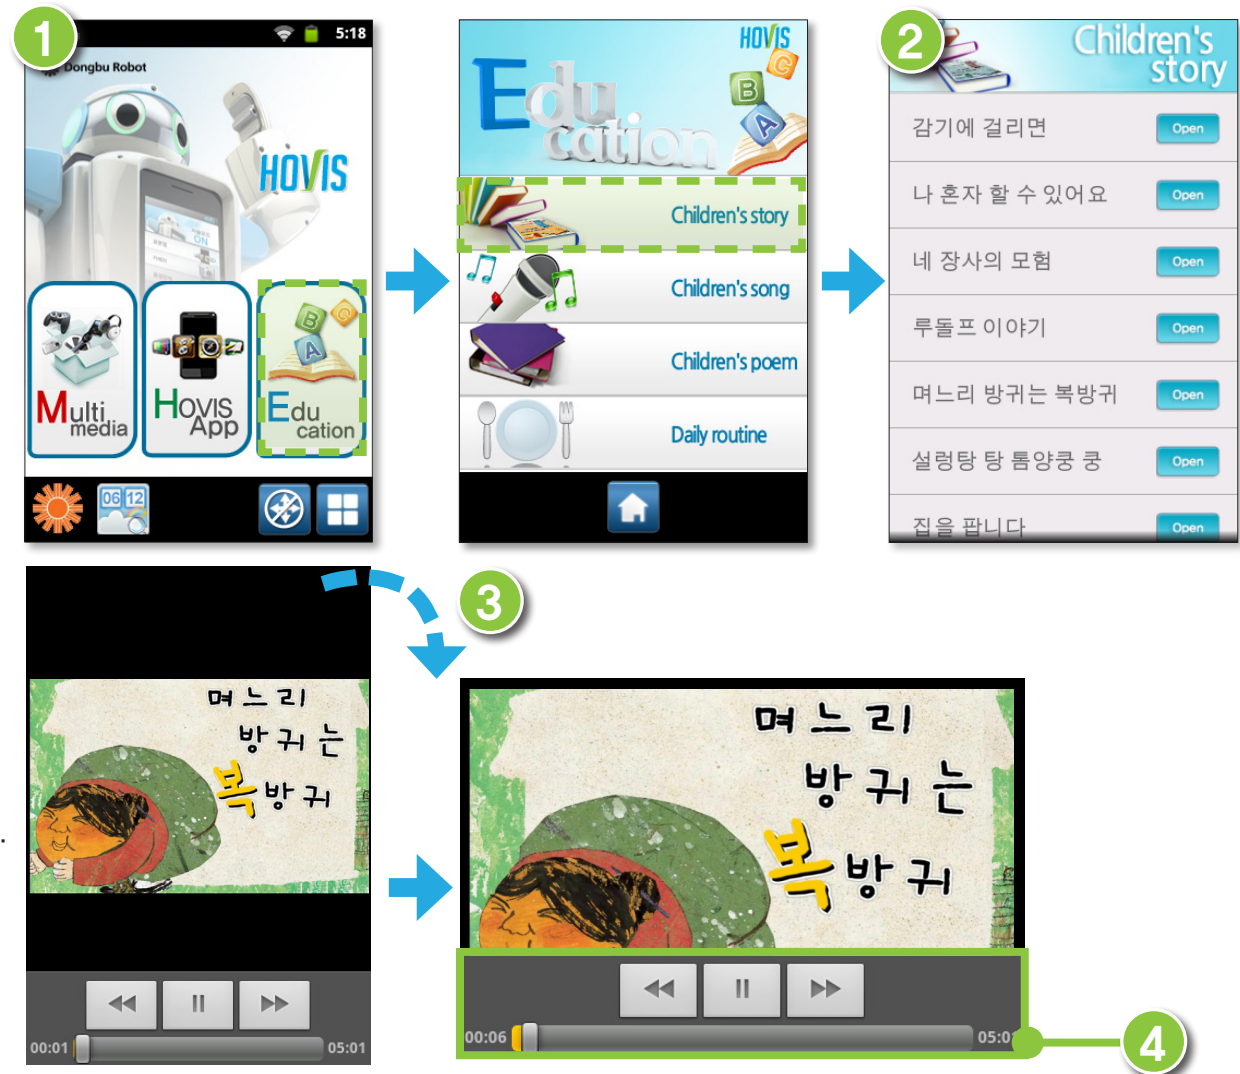 1
5:18
Dongbu Robot
HOVIS
ON
Multi media
HOVIS App
Edu cation
06 12
HOVIS
Edu
cation
B
C
A
Children's story
Children's song
Children's poem
Daily routine
2
Children's
story
감기에 걸리면 Open
나 혼자 할 수 있어요 Open
네 장사의 모험 Open
루돌프 이야기 Open
며느리 방귀는 복방귀 Open
설렁탕 탕 톰양쿵 쿵 Open
집을 팝니다 Open
3
며느리
방귀는
복방귀
00:01 05:01
며느리
방귀는
복방귀
00:06 05:01
4